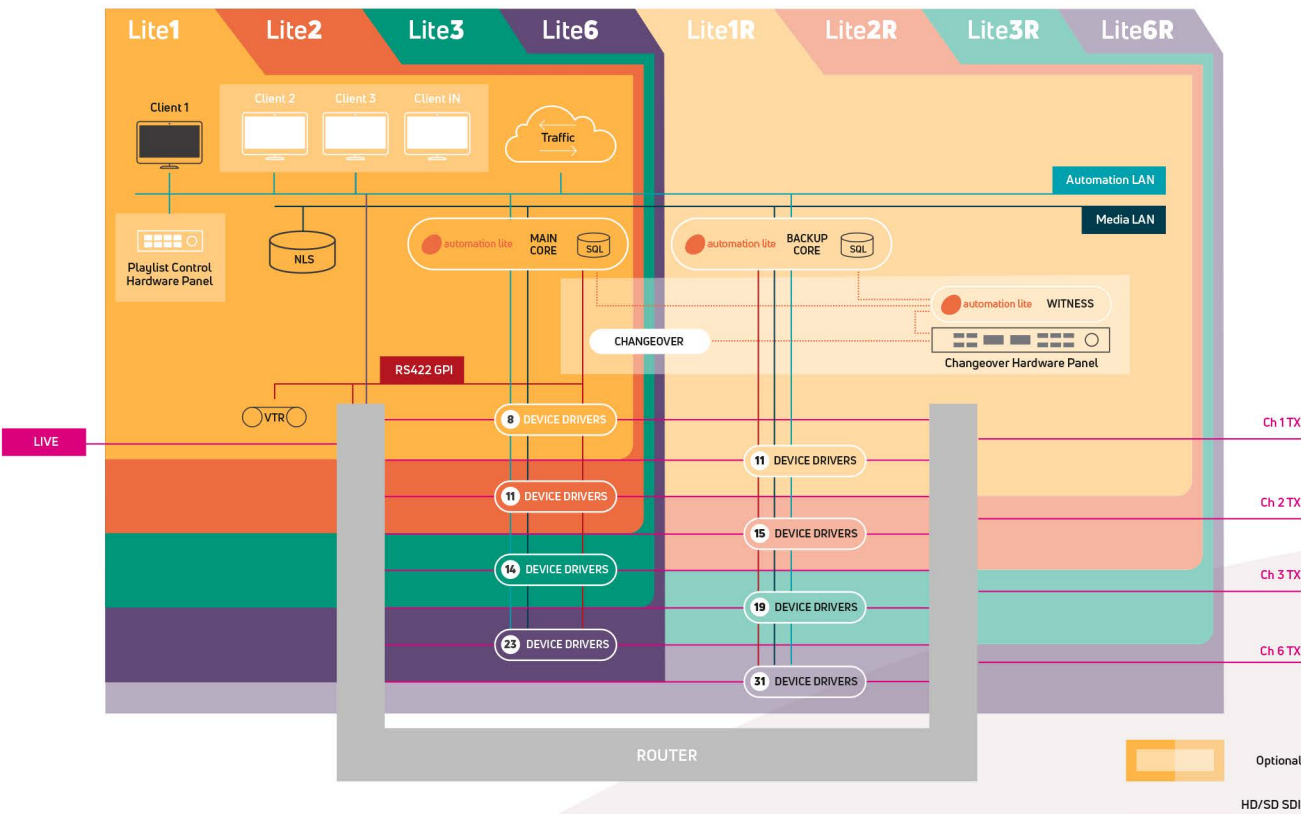 Lite1 Lite2 Lite3 Lite6 Lite1R Lite2R Lite3R Lite6R
Client 1
Client 2 Client 3 Client IN
Traffic
Automation LAN
Media LAN
Playlist Control
Hardware Panel
NLS
automation lite MAIN
CORE
SQL
automation lite BACKUP
CORE
SQL
automation lite WITNESS
CHANGEOVER
Changeover Hardware Panel
RS422 GPI
VTR
LIVE
8 DEVICE DRIVERS
Ch 1 TX
11 DEVICE DRIVERS
11 DEVICE DRIVERS
Ch 2 TX
15 DEVICE DRIVERS
14 DEVICE DRIVERS
Ch 3 TX
19 DEVICE DRIVERS
23 DEVICE DRIVERS
Ch 6 TX
31 DEVICE DRIVERS
ROUTER
Optional
HD/SD SDI